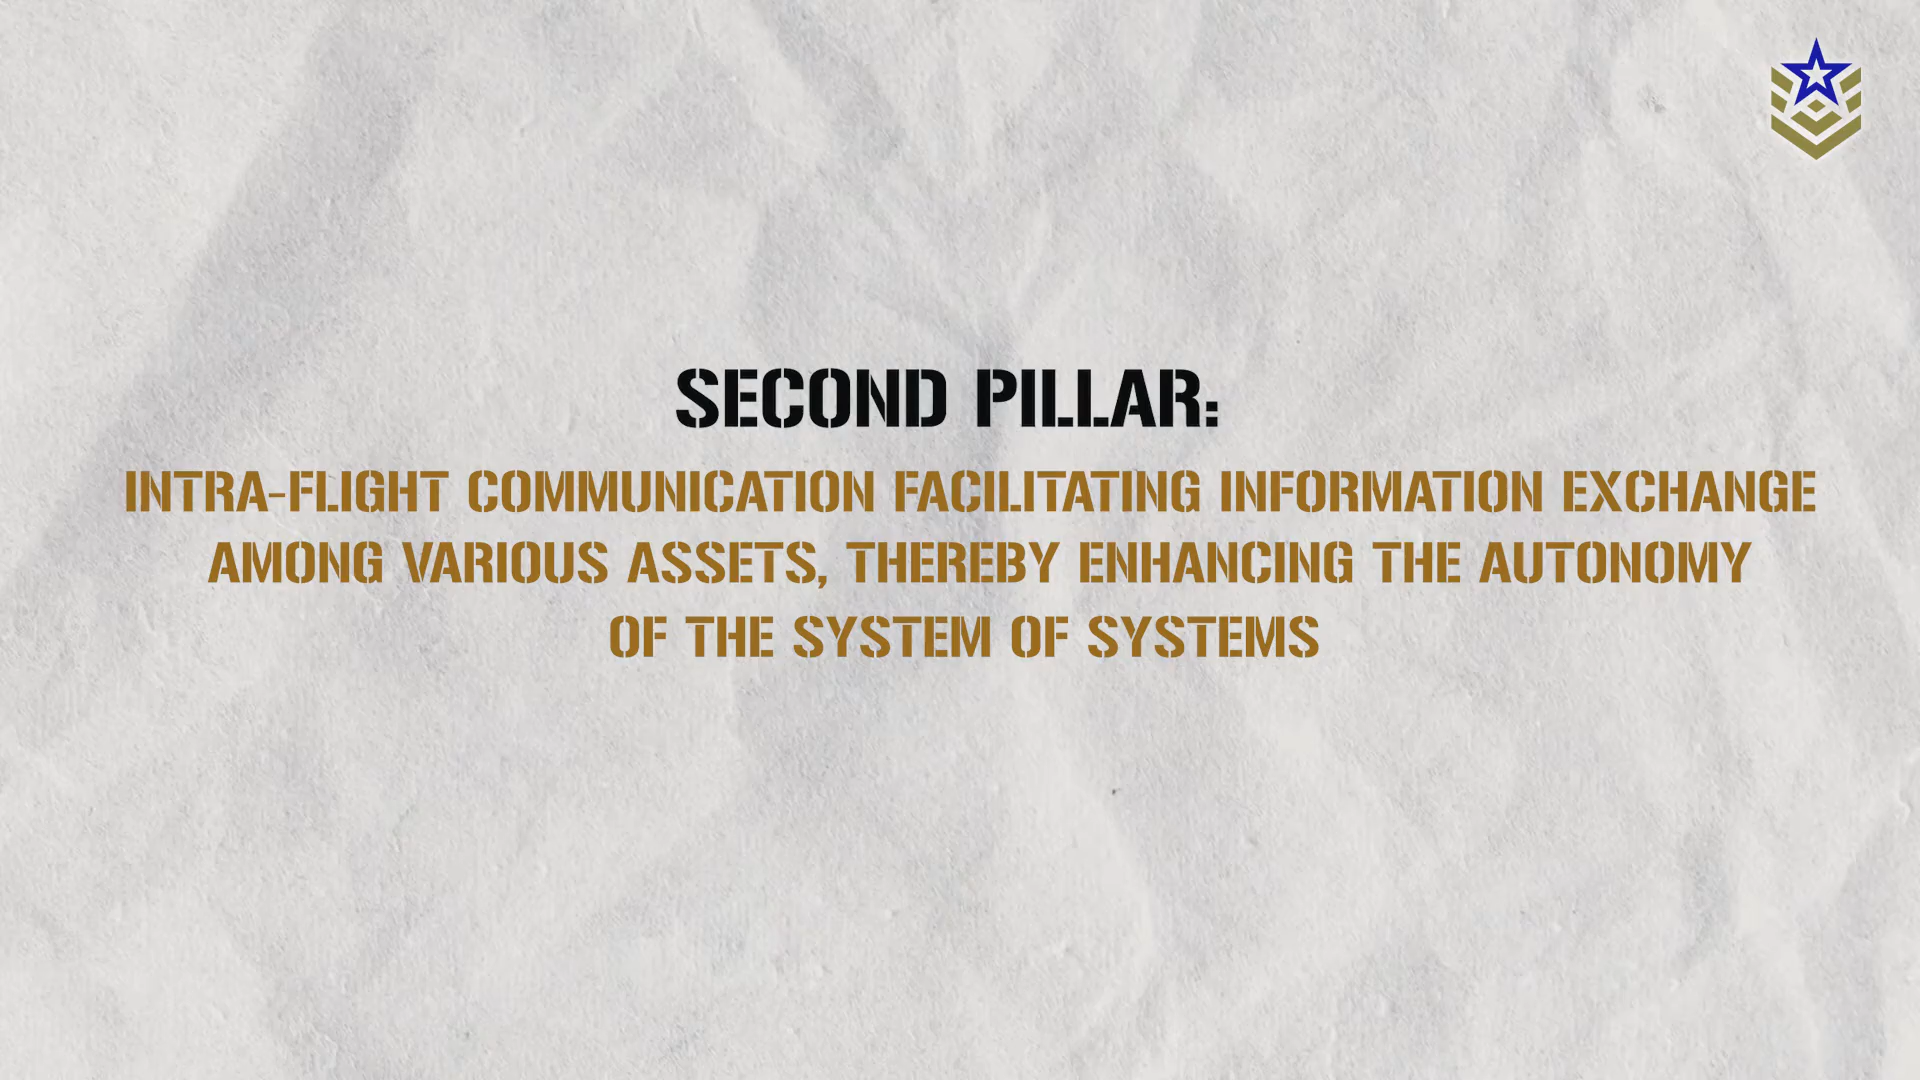 SECOND PILLAR:
INTRA-FLIGHT COMMUNICATION FACILITATING INFORMATION EXCHANGE
AMONG VARIOUS ASSETS, THEREBY ENHANCING THE AUTONOMY
OF THE SYSTEM OF SYSTEMS